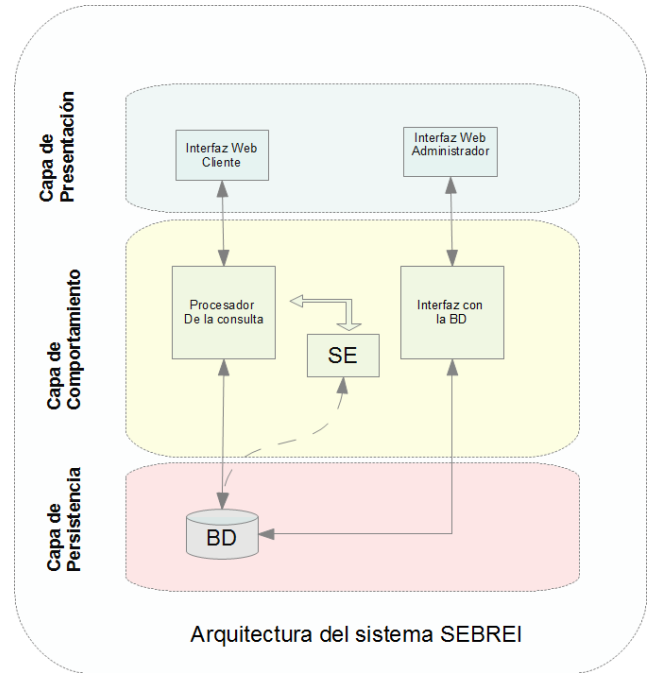 Capa de
Presentación
Interfaz Web
Cliente
Interfaz Web
Administrador
Capa de
Comportamiento
Procesador
De la consulta
SE
Interfaz con
la BD
Capa de
Persistencia
BD
Arquitectura del sistema SEBREI